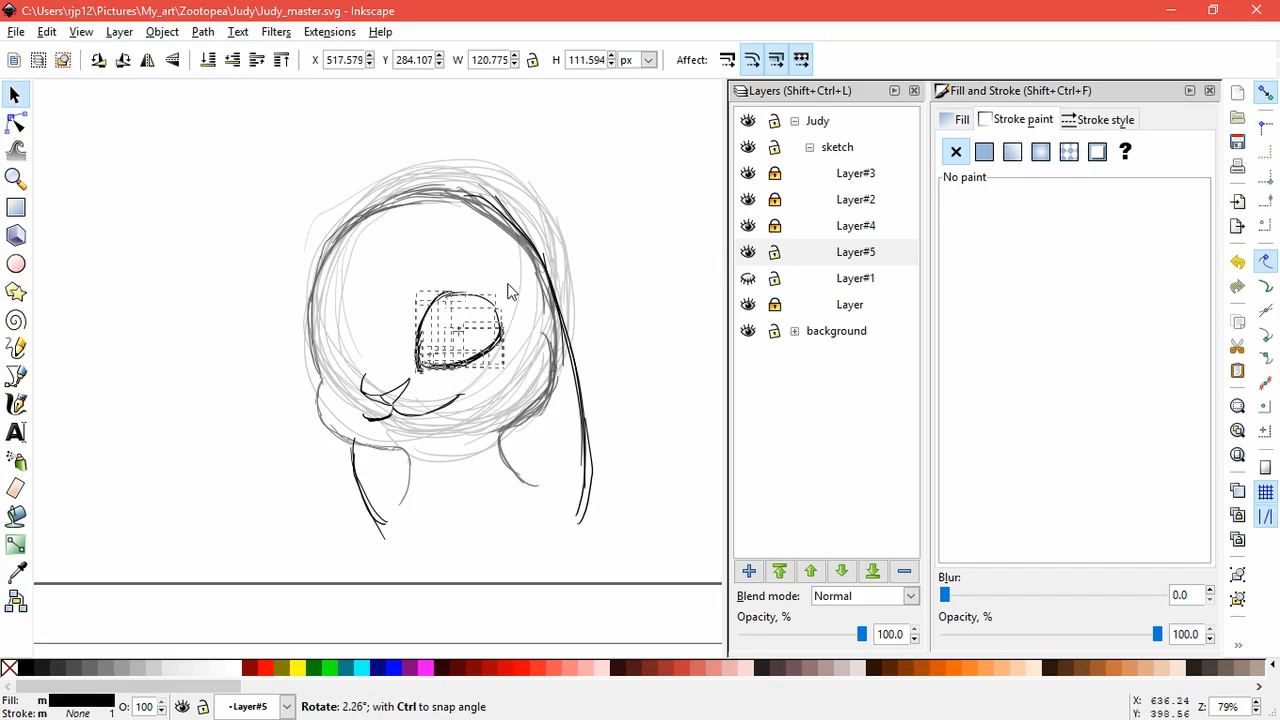 C:\Users\rjp12\Pictures\My_art\Zootopea\Judy\Judy_master.svg - Inkscape
File Edit View Layer Object Path Text Filters Extensions Help
X 517.579 Y 284.107 W 120.775 H 111.594 px Affect:
Layers (Shift+Ctrl+L)
Fill and Stroke (Shift+Ctrl+F)
Judy
sketch
Layer#3
Layer#2
Layer#4
Layer#5
Layer#1
Layer
background
Fill Stroke paint Stroke style
?
No paint
Blend mode: Normal
Opacity, %
100.0
Blur:
0.0
Opacity, %
100.0
Fill: m
Stroke: m None 1
O: 100
-Layer#5
Rotate: 2.26°; with Ctrl to snap angle
X: 636.24
Y: 398.56
Z: 79%